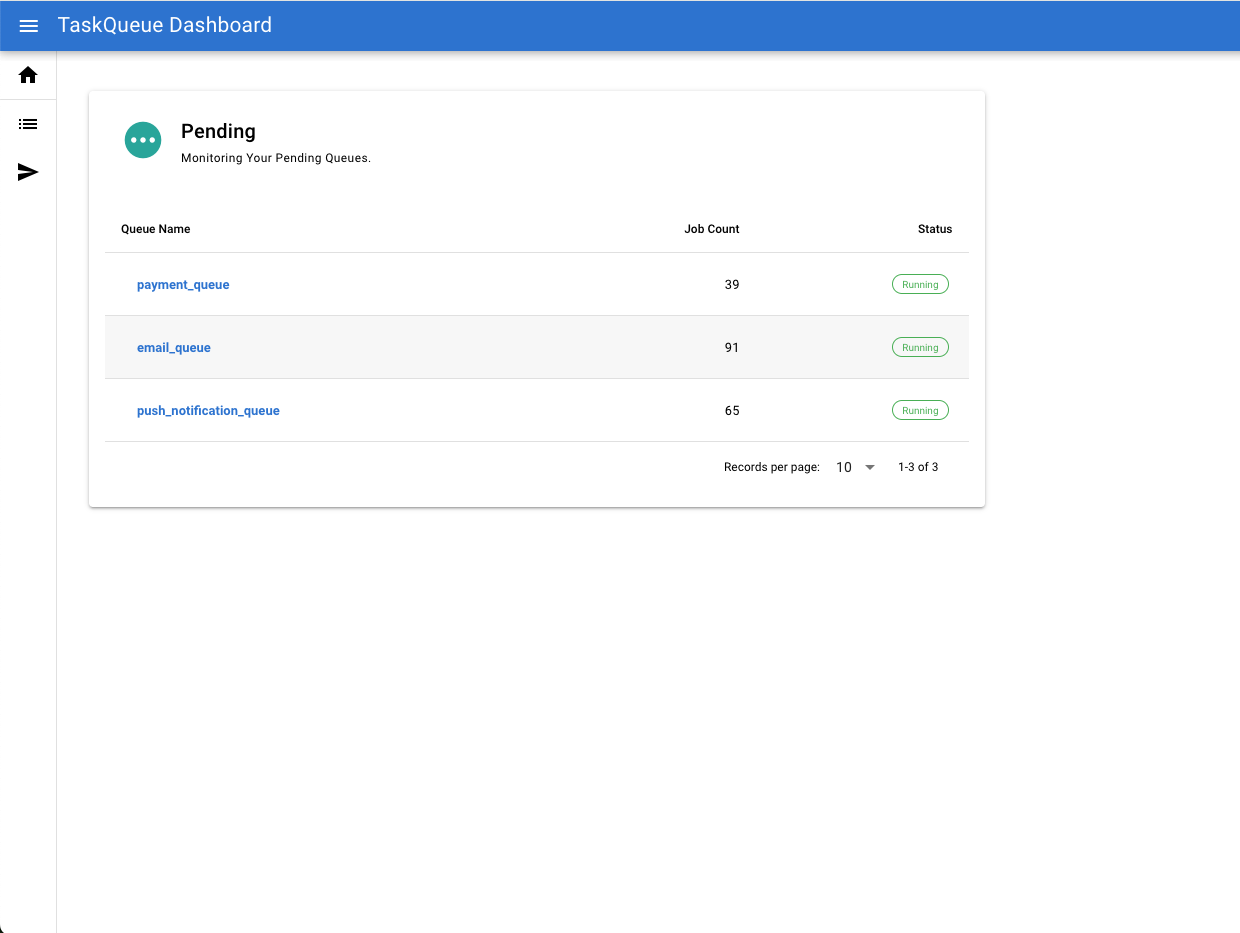 TaskQueue Dashboard
Pending
Monitoring Your Pending Queues.
Queue Name Job Count Status
payment_queue 39 Running
email_queue 91 Running
push_notification_queue 65 Running
Records per page: 10 1-3 of 3